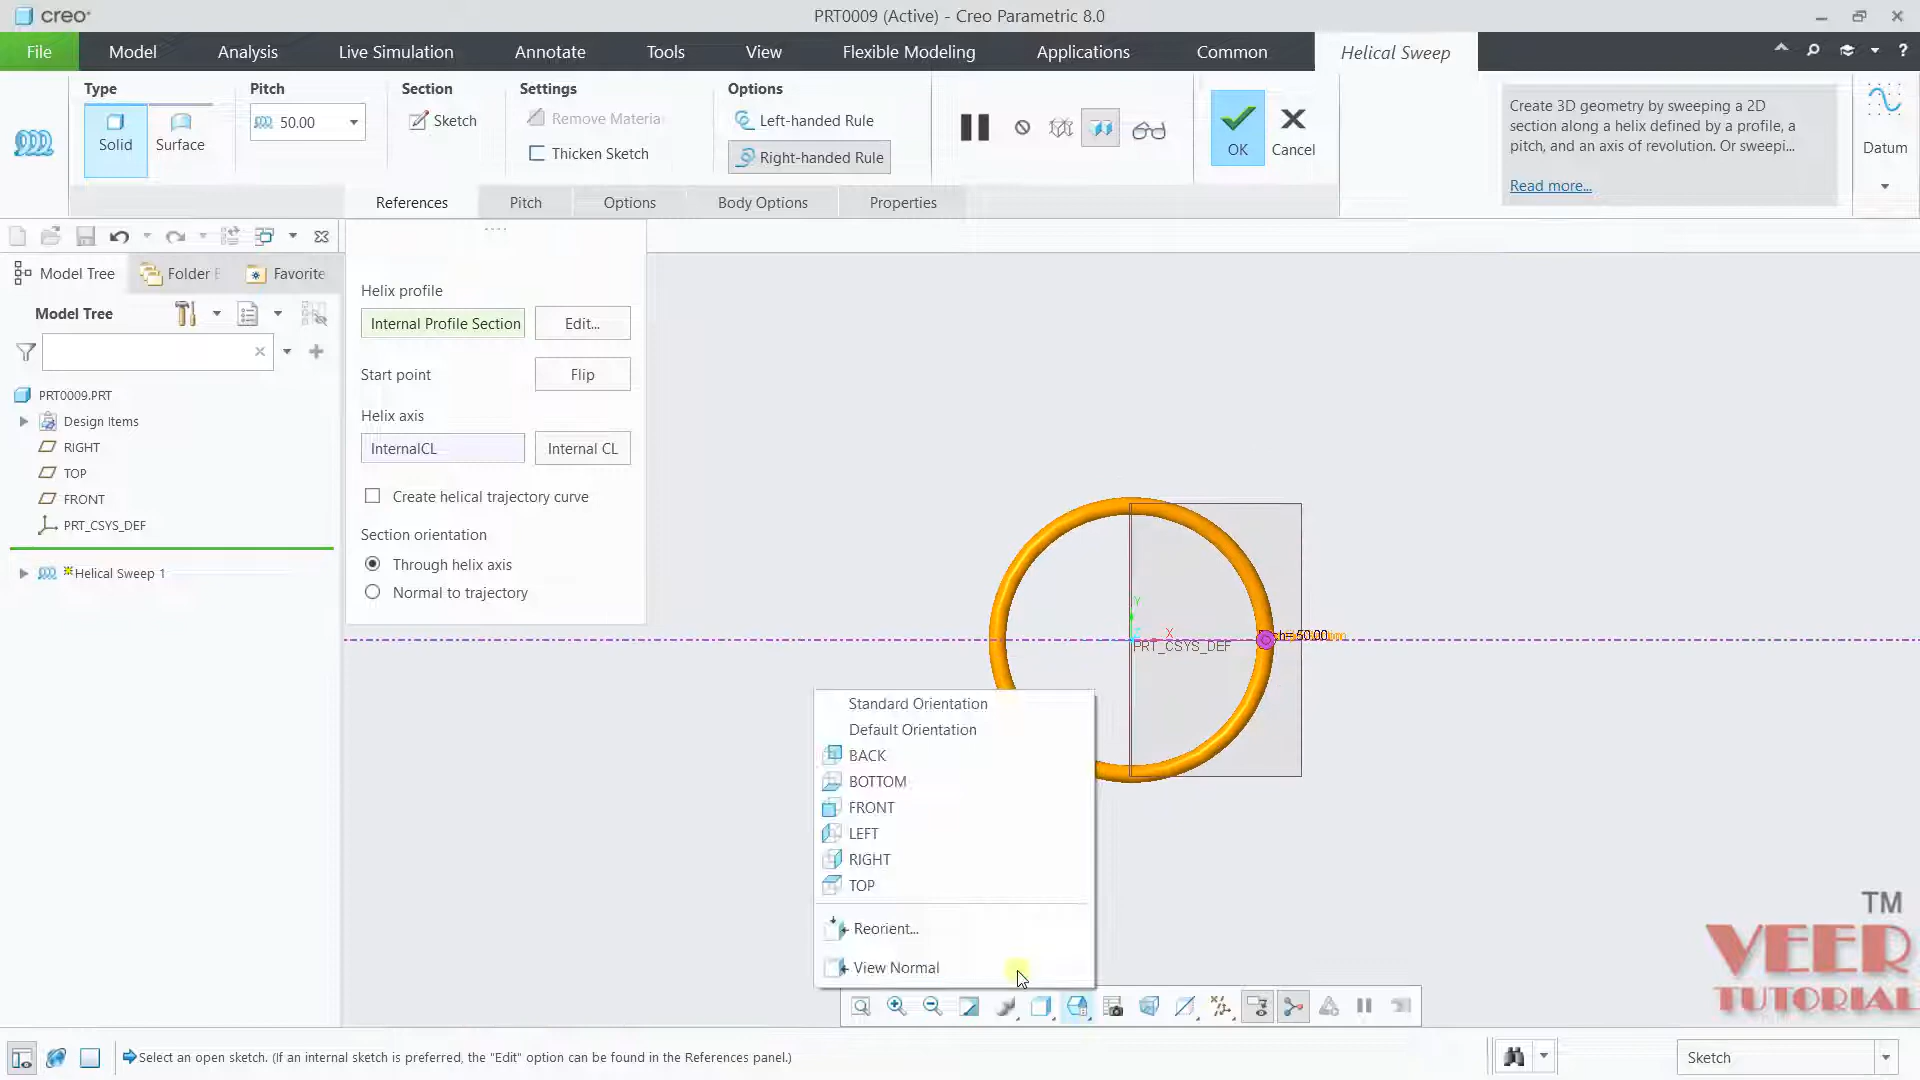 creo
PRT0009 (Active) - Creo Parametric 8.0
File
Model
Analysis
Live Simulation
Annotate
Tools
View
Flexible Modeling
Applications
Common
Helical Sweep
Type
Pitch
Section
Settings
Options
Solid
Surface
50.00
Sketch
Remove Materia
Thicken Sketch
Left-handed Rule
Right-handed Rule
OK
Cancel
Create 3D geometry by sweeping a 2D
section along a helix defined by a profile, a
pitch, and an axis of revolution. Or sweepi...
Read more...
Datum
References
Pitch
Options
Body Options
Properties
Model Tree
Folder
Favorite
Model Tree
PRT0009.PRT
Design Items
RIGHT
TOP
FRONT
PRT_CSYS_DEF
Helical Sweep 1
Helix profile
Internal Profile Section
Edit...
Start point
Flip
Helix axis
InternalCL
Internal CL
Create helical trajectory curve
Section orientation
Through helix axis
Normal to trajectory
Y
X
PRT_CSYS_DEF
50.00
Standard Orientation
Default Orientation
BACK
BOTTOM
FRONT
LEFT
RIGHT
TOP
Reorient...
View Normal
TM
VEER
TUTORIAL
Select an open sketch. (If an internal sketch is preferred, the "Edit" option can be found in the References panel.)
Sketch